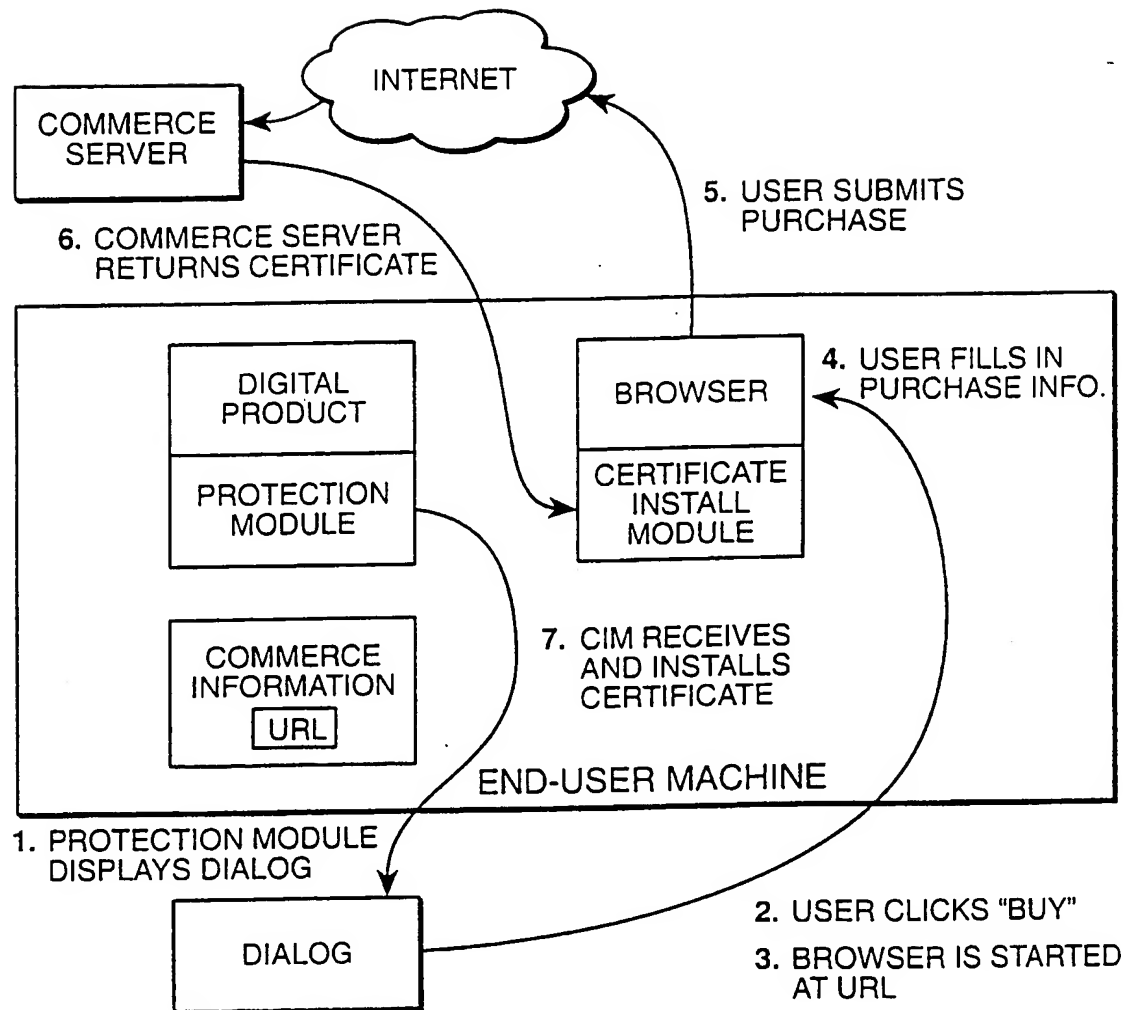 INTERNET
COMMERCE
SERVER
5. USER SUBMITS
PURCHASE
6. COMMERCE SERVER
RETURNS CERTIFICATE
DIGITAL
PRODUCT
BROWSER
4. USER FILLS IN
PURCHASE INFO.
PROTECTION
MODULE
CERTIFICATE
INSTALL
MODULE
COMMERCE
INFORMATION
URL
7. CIM RECEIVES
AND INSTALLS
CERTIFICATE
END-USER MACHINE
1. PROTECTION MODULE
DISPLAYS DIALOG
DIALOG
2. USER CLICKS “BUY”
3. BROWSER IS STARTED
AT URL